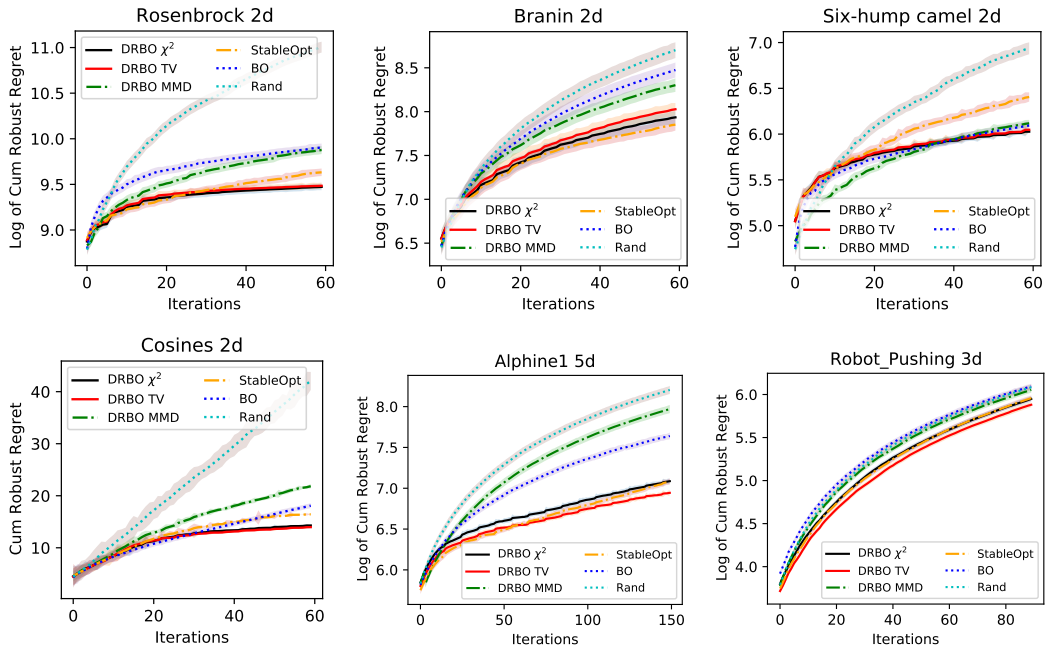 Rosenbrock 2d
Log of Cum Robust Regret
11.0
10.5
10.0
9.5
9.0
DRBO χ²
DRBO TV
DRBO MMD
StableOpt
BO
Rand
0 20 40 60
Iterations
Branin 2d
Log of Cum Robust Regret
8.5
8.0
7.5
7.0
6.5
DRBO χ²
DRBO TV
DRBO MMD
StableOpt
BO
Rand
0 20 40 60
Iterations
Six-hump camel 2d
Log of Cum Robust Regret
7.0
6.5
6.0
5.5
5.0
DRBO χ²
DRBO TV
DRBO MMD
StableOpt
BO
Rand
0 20 40 60
Iterations
Cosines 2d
Cum Robust Regret
40
30
20
10
DRBO χ²
DRBO TV
DRBO MMD
StableOpt
BO
Rand
0 20 40 60
Iterations
Alphine1 5d
Log of Cum Robust Regret
8.0
7.5
7.0
6.5
6.0
DRBO χ²
DRBO TV
DRBO MMD
StableOpt
BO
Rand
0 50 100 150
Iterations
Robot_Pushing 3d
Log of Cum Robust Regret
6.0
5.5
5.0
4.5
4.0
DRBO χ²
DRBO TV
DRBO MMD
StableOpt
BO
Rand
0 20 40 60 80
Iterations